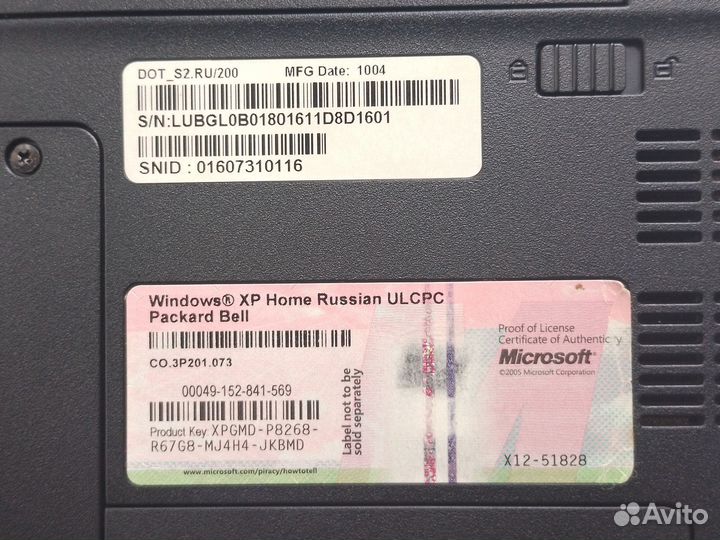 DOT_S2.RU/200 MFG Date: 1004
S/N:LUBGL0B01801611D8D1601
SNID : 01607310116
Windows® XP Home Russian ULCPC
Packard Bell
CO.3P201.073
00049-152-841-569
Product Key: XPGMD-P8268-
R67G8-MJ4H4-JKBMD
www.microsoft.com/piracy/howtotell
Label not to be
sold separately
Proof of License
Certificate of Authenticity
Microsoft®
©2005 Microsoft Corporation
X12-51828
Avito